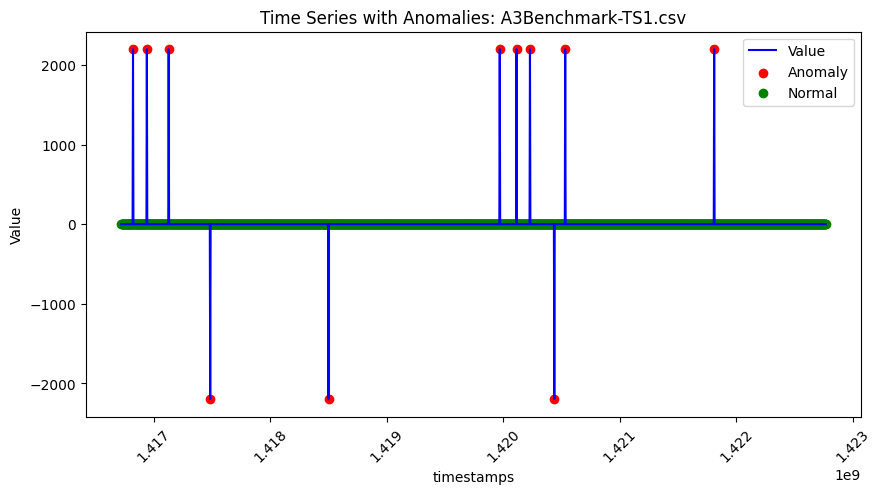 Time Series with Anomalies: A3Benchmark-TS1.csv
Value
Anomaly
Normal
2000
1000
0
−1000
−2000
Value
1.417
1.418
1.419
1.420
1.421
1.422
1.423
1e9
timestamps